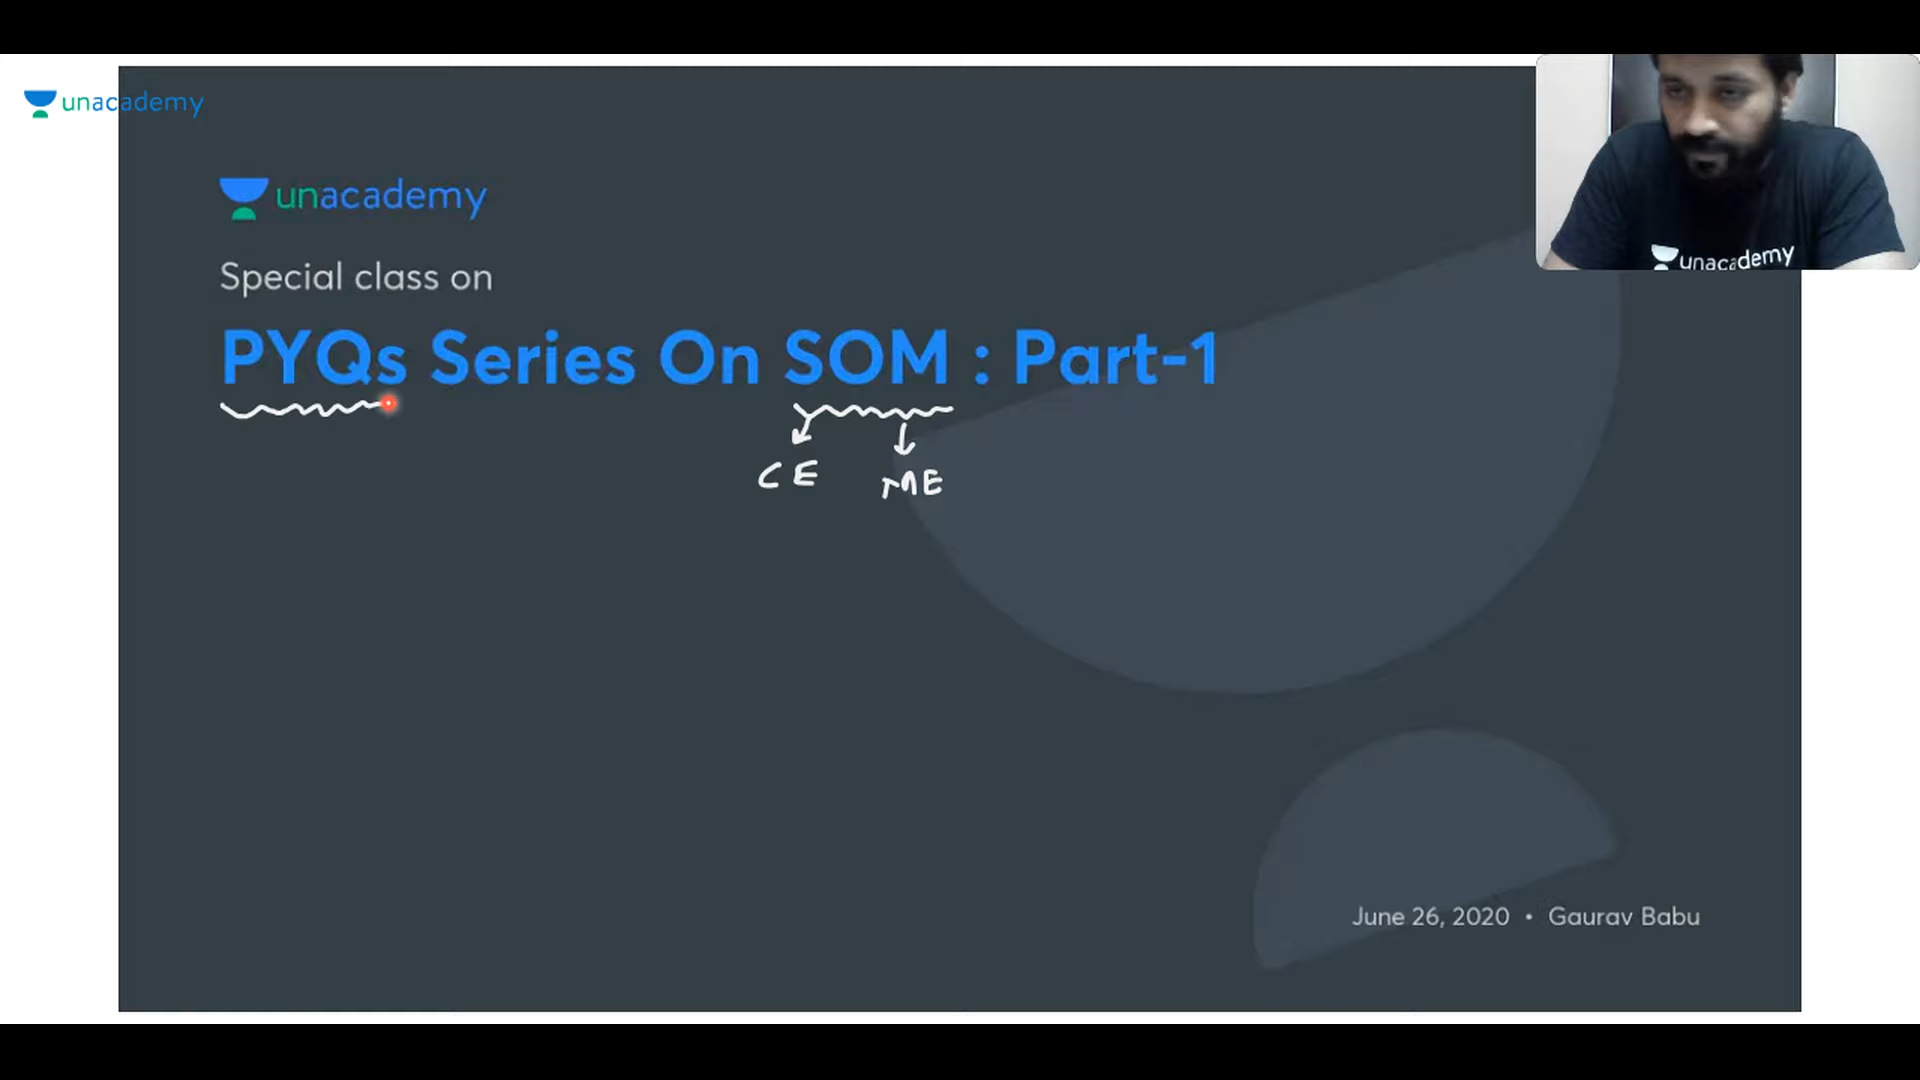 unacademy
unacademy
Special class on
PYQs Series On SOM : Part-1
CE ME
June 26, 2020 • Gaurav Babu
unacademy